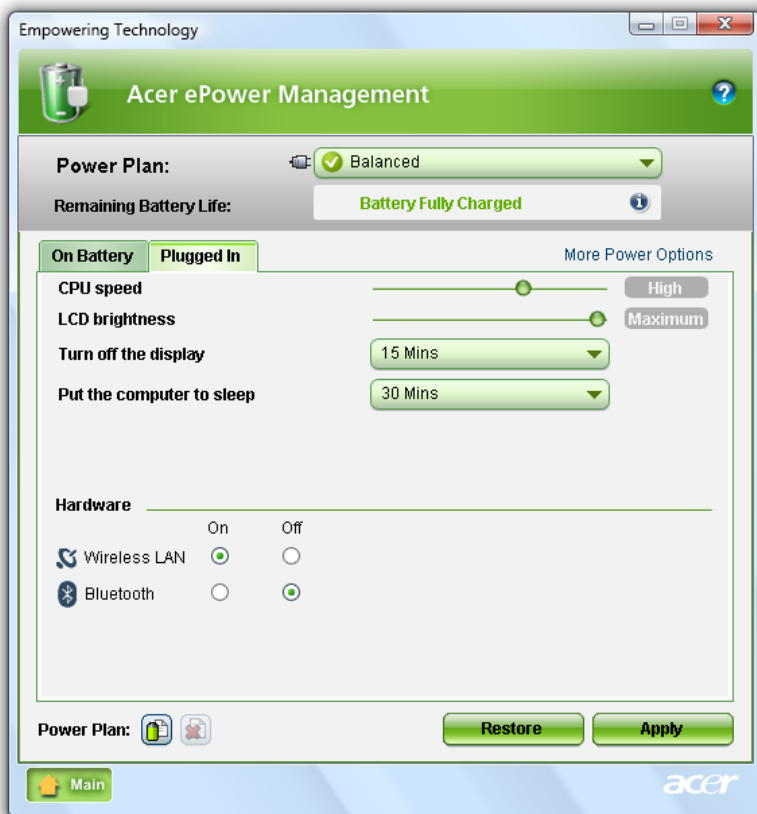 Empowering Technology
Acer ePower Management
Power Plan: Balanced
Remaining Battery Life: Battery Fully Charged
On Battery Plugged In More Power Options
CPU speed High
LCD brightness Maximum
Turn off the display 15 Mins
Put the computer to sleep 30 Mins
Hardware
On Off
Wireless LAN
Bluetooth
Power Plan: Restore Apply
Main acer